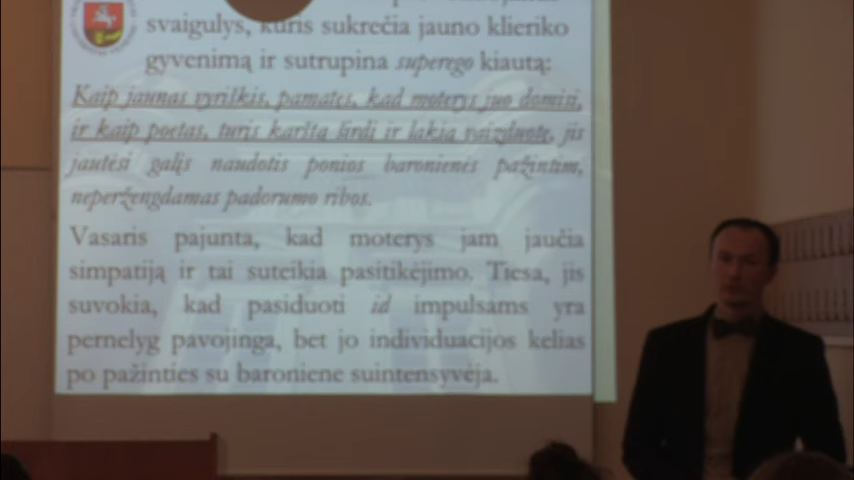 svaigulys, kuris sukrečia jauno klieriko
gyvenimą ir sutrupina superego kiautą:
Kaip jaunas vyriškis, pamatęs, kad moterys juo domisi,
ir kaip poetas, turįs karštą širdį ir lakią vaizduotę, jis
jautėsi galįs naudotis ponios baronienės pažintim,
neperžengdamas padorumo ribos.
Vasaris pajunta, kad moterys jam jaučia
simpatiją ir tai suteikia pasitikėjimo. Tiesa, jis
suvokia, kad pasiduoti id impulsams yra
pernelyg pavojinga, bet jo individuacijos kelias
po pažinties su baroniene suintensyvėja.